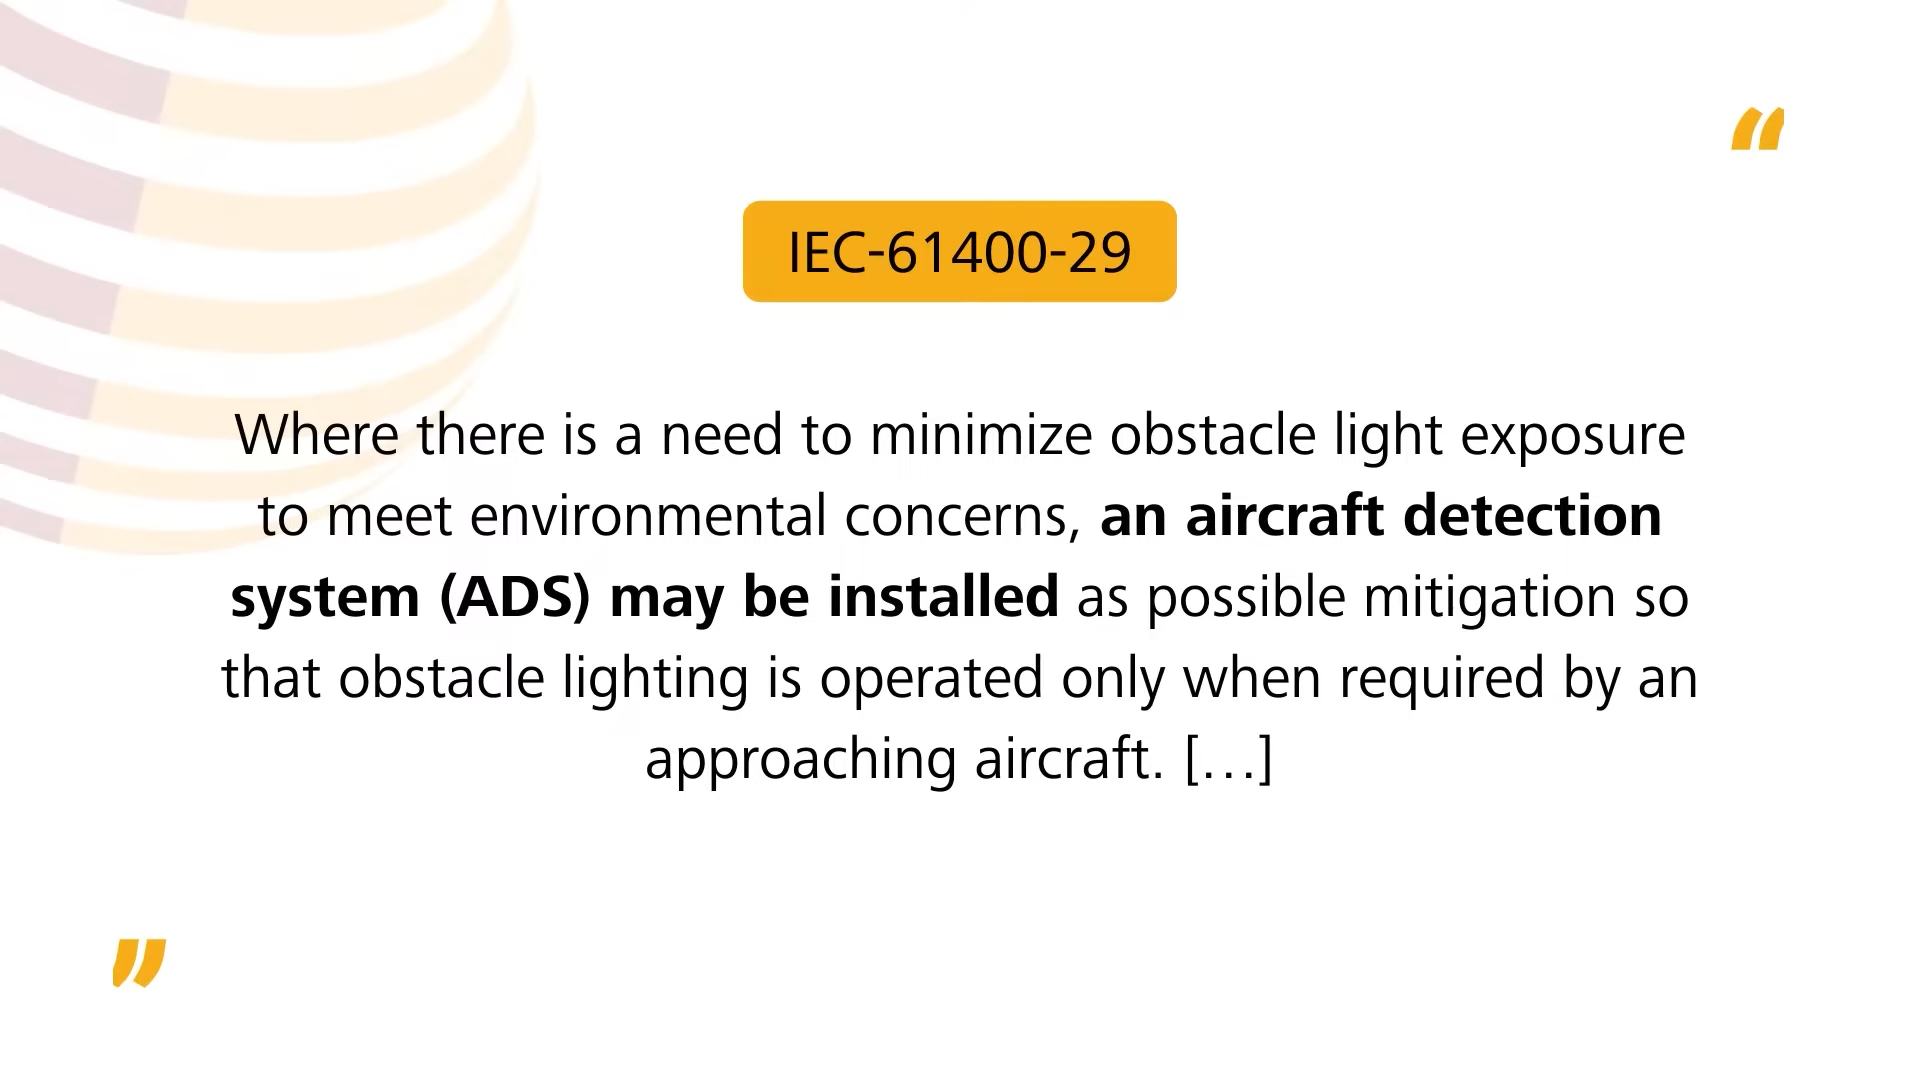 “
IEC-61400-29
Where there is a need to minimize obstacle light exposure
to meet environmental concerns, an aircraft detection
system (ADS) may be installed as possible mitigation so
that obstacle lighting is operated only when required by an
approaching aircraft. […]
”